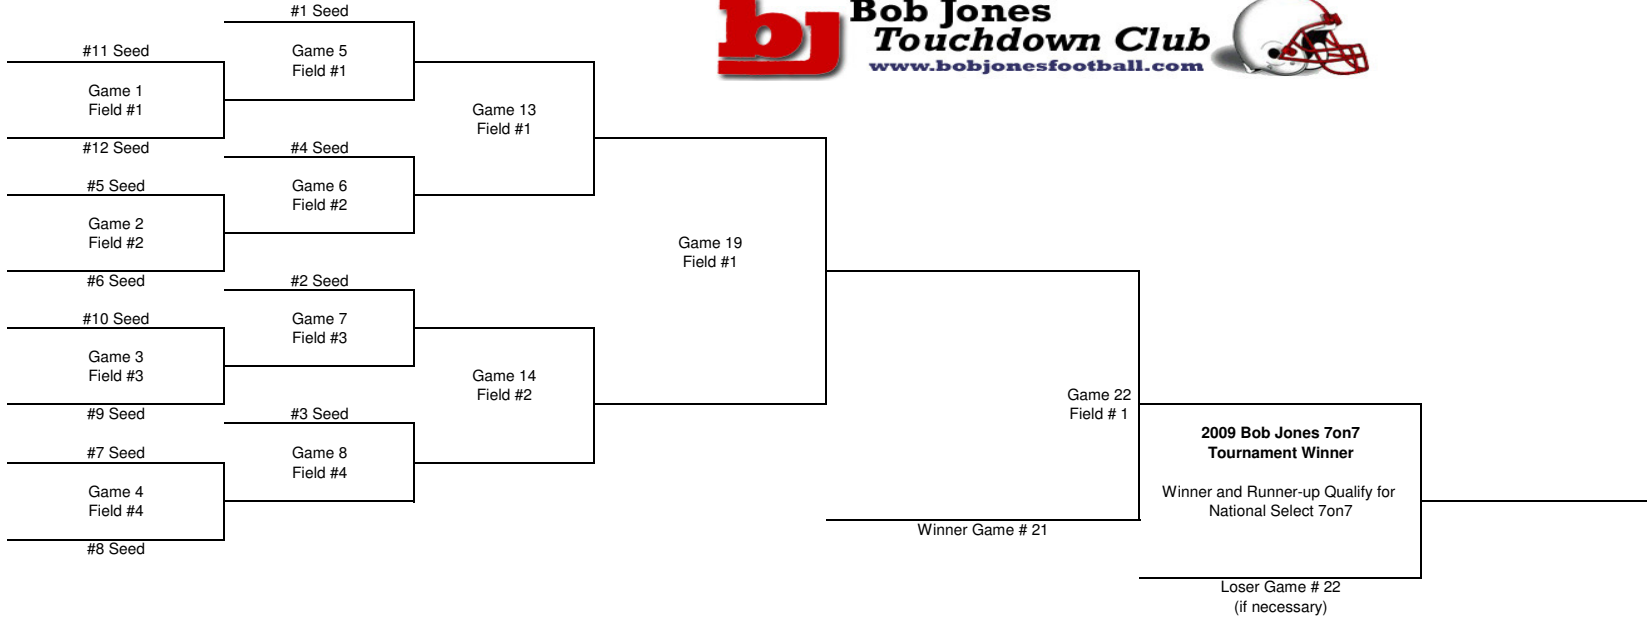 bj
Bob Jones
Touchdown Club
www.bobjonesfootball.com
#1 Seed
#11 Seed
Game 5
Field #1
Game 1
Field #1
Game 13
Field #1
#12 Seed
#4 Seed
#5 Seed
Game 6
Field #2
Game 2
Field #2
Game 19
Field #1
#6 Seed
#2 Seed
#10 Seed
Game 7
Field #3
Game 3
Field #3
Game 14
Field #2
Game 22
Field # 1
#9 Seed
#3 Seed
2009 Bob Jones 7on7
Tournament Winner
#7 Seed
Game 8
Field #4
Game 4
Field #4
Winner and Runner-up Qualify for
National Select 7on7
Winner Game # 21
#8 Seed
Loser Game # 22
(if necessary)